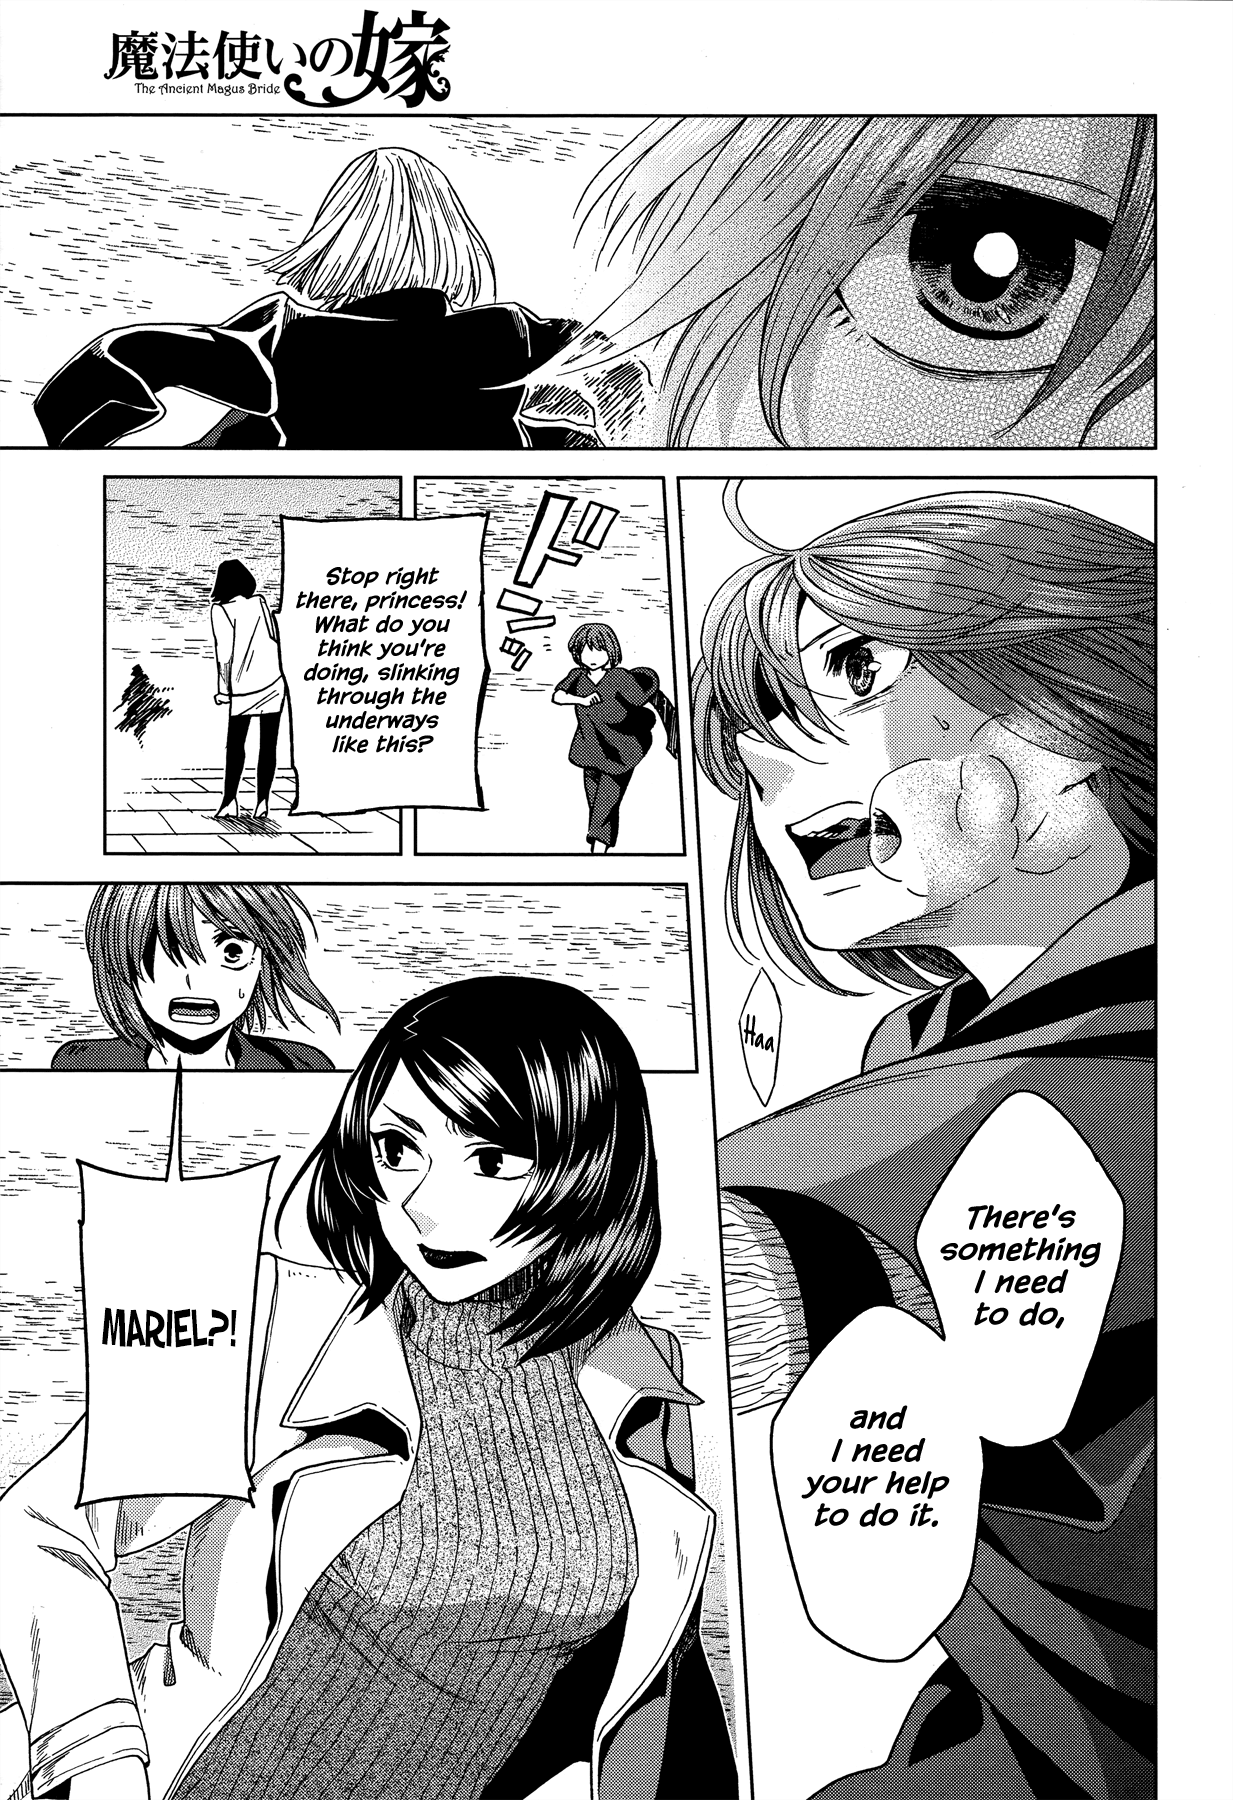 魔法使いの嫁
The Ancient Magus Bride
Haa
There's
something
I need
to do,
and
I need
your help
to do it.
ドンッ
Stop right
there, princess!
What do you
think you're
doing, slinking
through the
underways
like this?
MARIEL?!